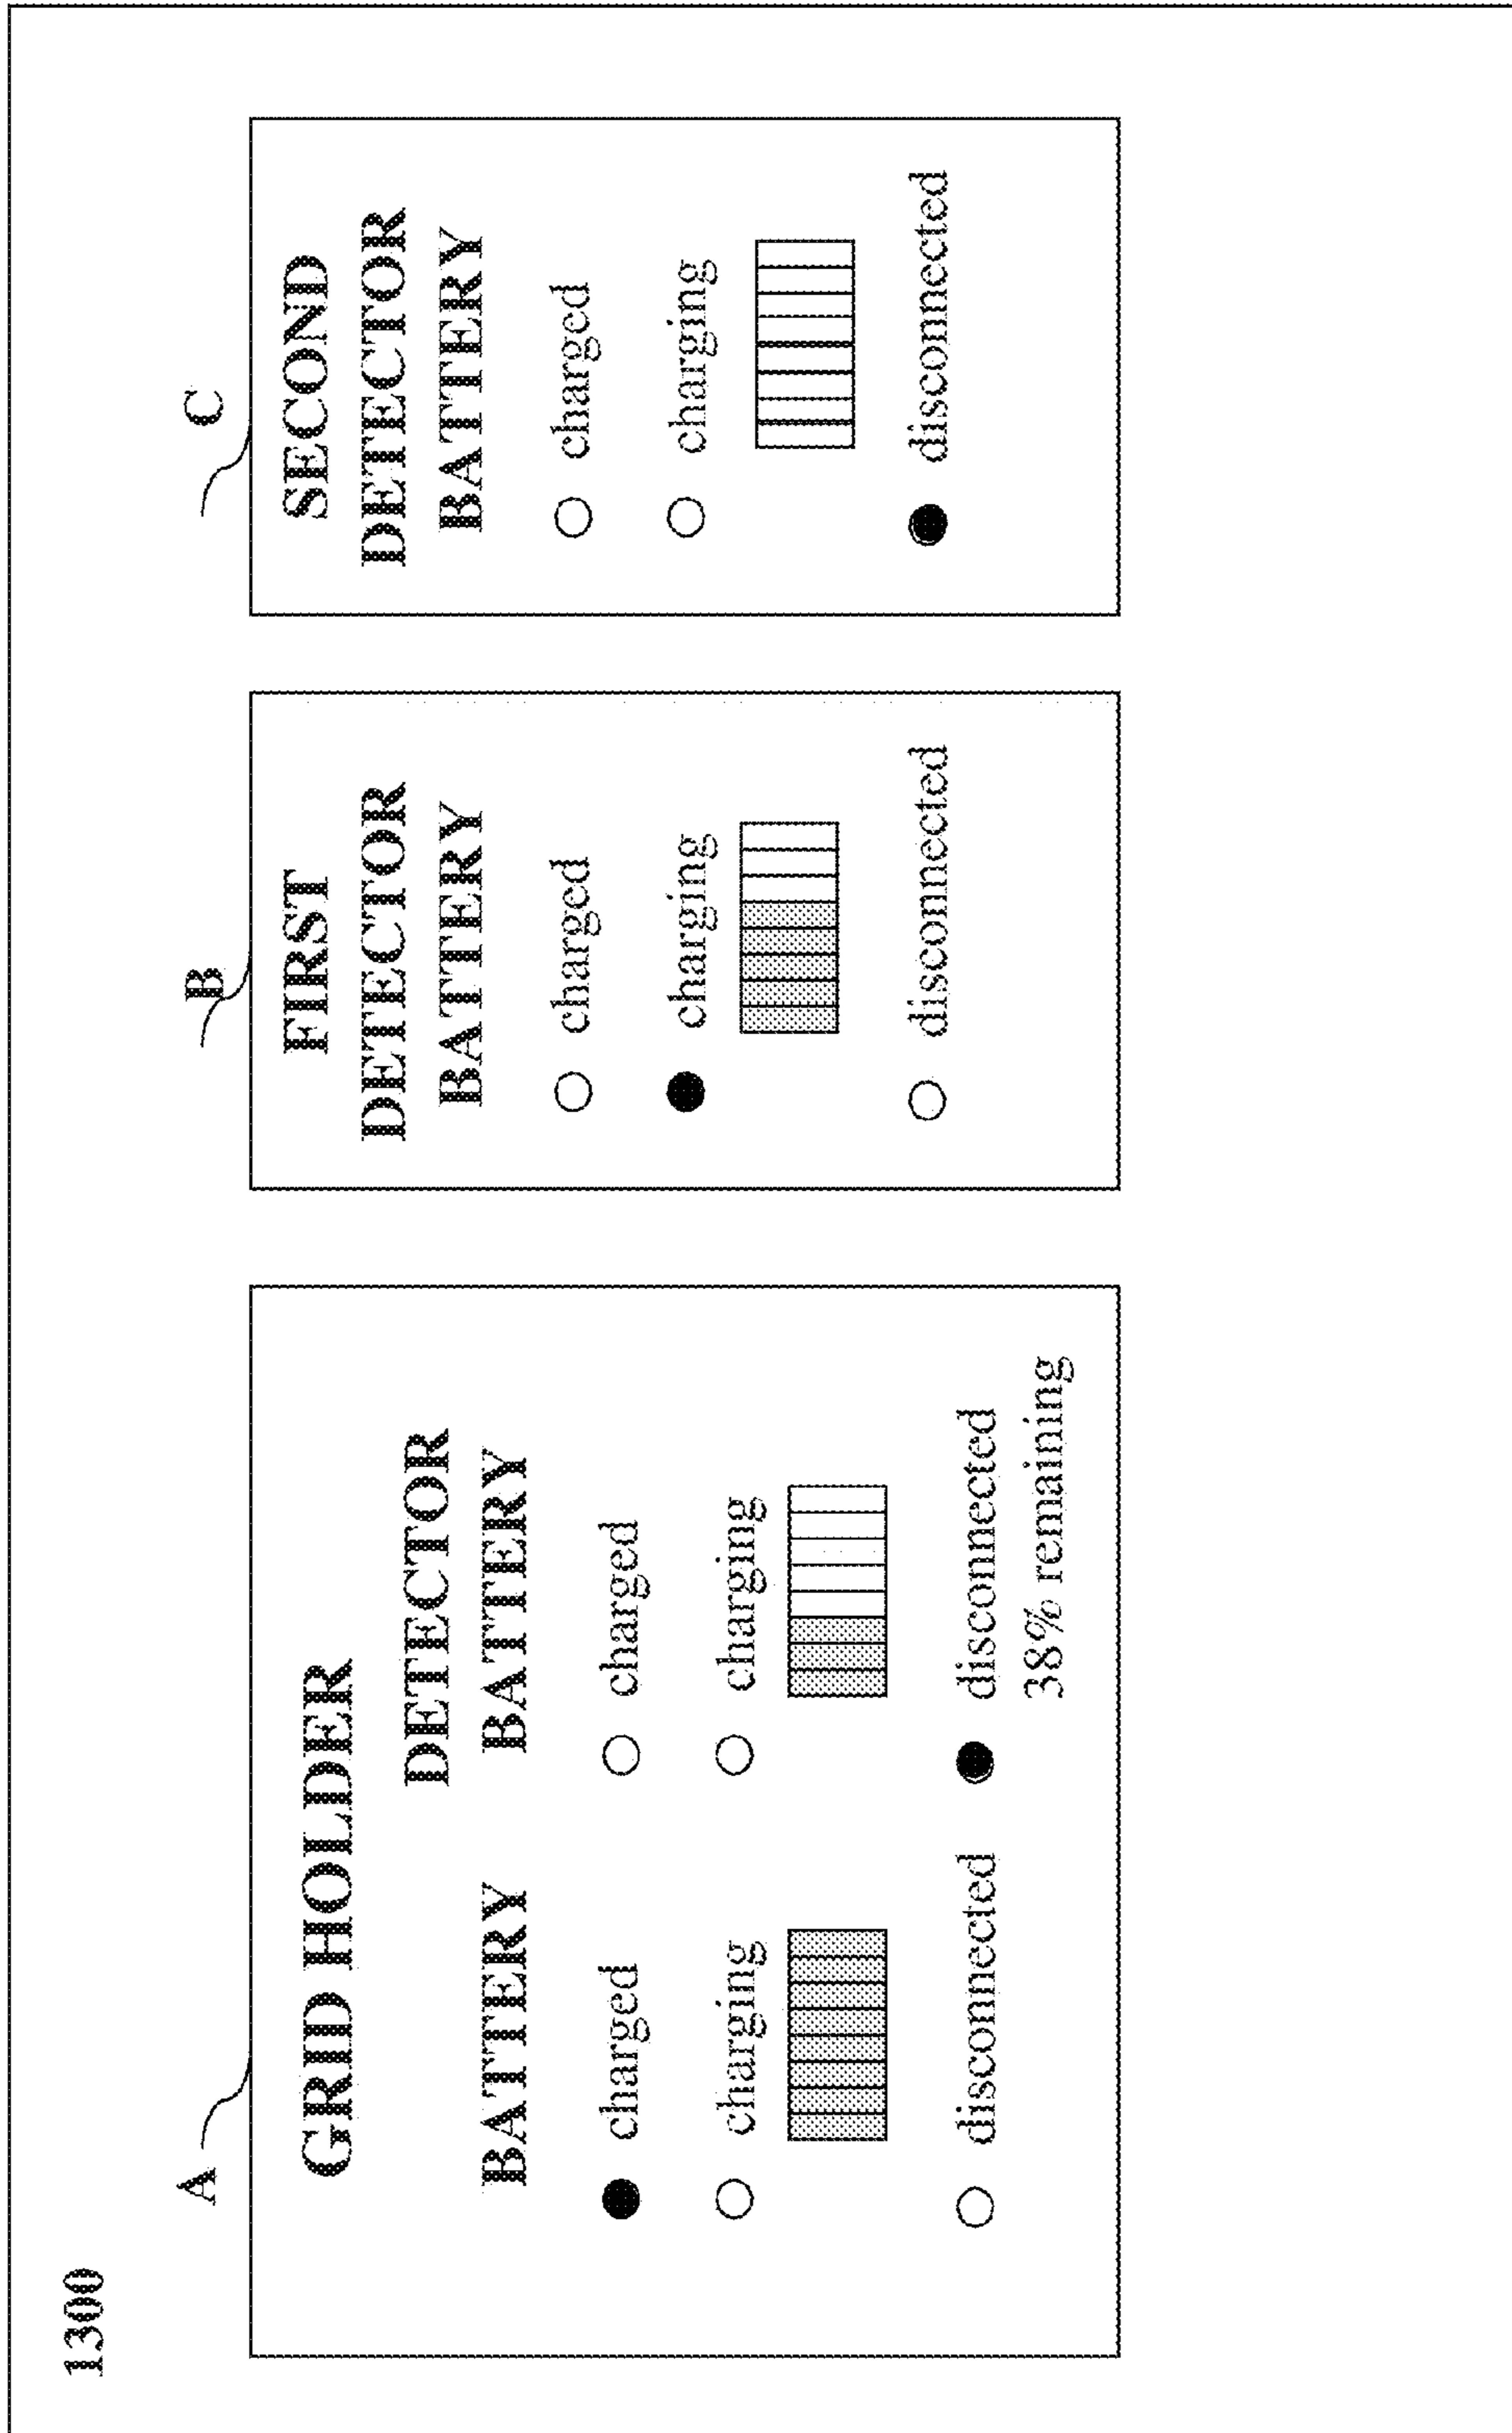 1300
A
GRID HOLDER
BATTERY
charged
charging
disconnected
DETECTOR
BATTERY
charged
charging
disconnected
38% remaining
B
FIRST
DETECTOR
BATTERY
charged
charging
disconnected
C
SECOND
DETECTOR
BATTERY
charged
charging
disconnected